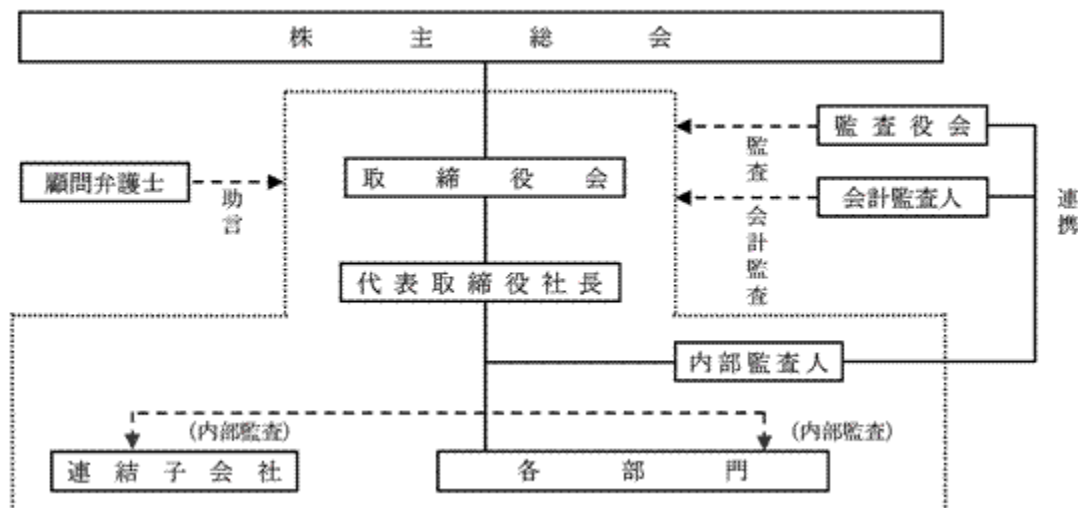 株主総会
監査役会
監査
顧問弁護士
助言
取締役会
会計監査人
会計監査
連携
代表取締役社長
内部監査人
(内部監査)
(内部監査)
連結子会社
各部門